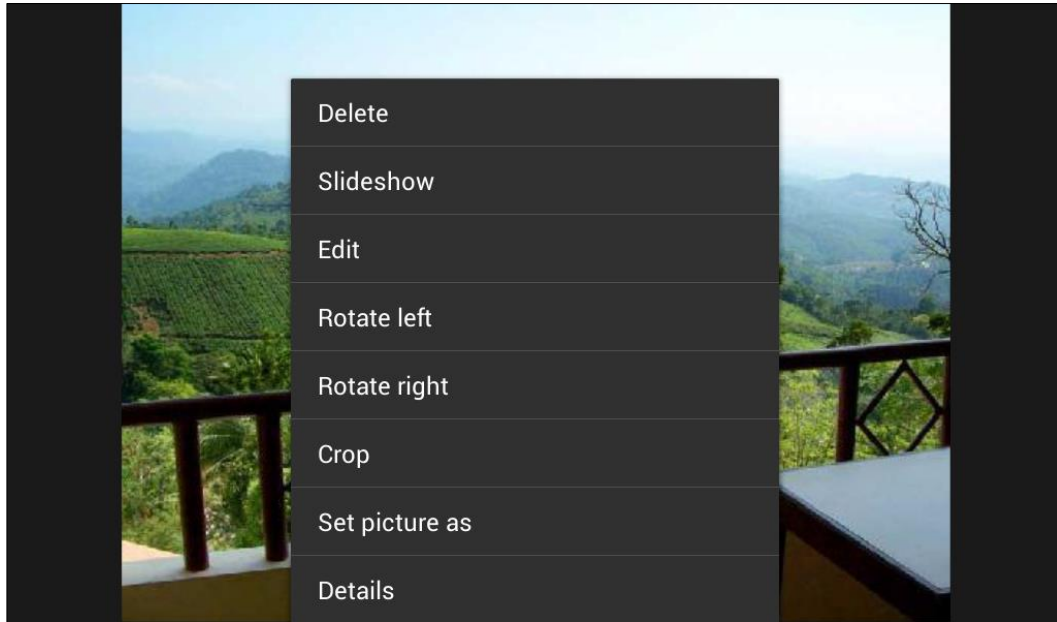 Delete
Slideshow
Edit
Rotate left
Rotate right
Crop
Set picture as
Details